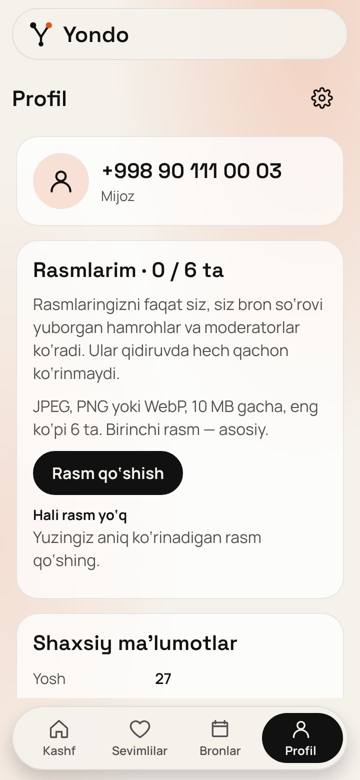 Yondo
Profil
+998 90 111 00 03
Mijoz
Rasmlarim · 0 / 6 ta
Rasmlaringizni faqat siz, siz bron so‘rovi
yuborgan hamrohlar va moderatorlar
ko‘radi. Ular qidiruvda hech qachon
ko‘rinmaydi.
JPEG, PNG yoki WebP, 10 MB gacha, eng
ko‘pi 6 ta. Birinchi rasm — asosiy.
Rasm qo‘shish
Hali rasm yo‘q
Yuzingiz aniq ko‘rinadigan rasm
qo‘shing.
Shaxsiy ma’lumotlar
Yosh 27
Kashf Sevimlilar Bronlar Profil